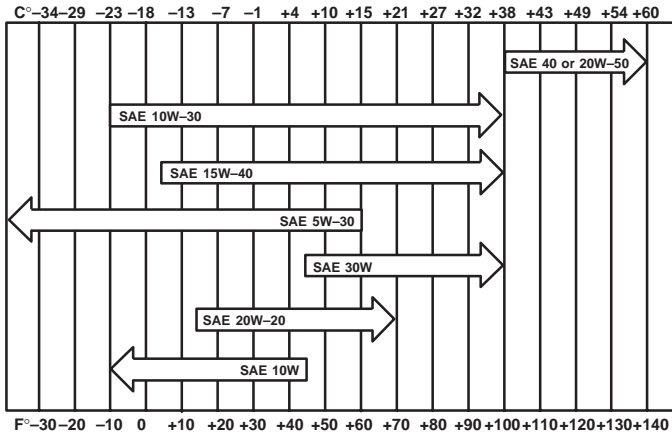 C°–34–29 –23 –18 –13 –7 –1 +4 +10 +15 +21 +27 +32 +38 +43 +49 +54 +60
SAE 40 or 20W–50
SAE 10W–30
SAE 15W–40
SAE 5W–30
SAE 30W
SAE 20W–20
SAE 10W
F°–30–20 –10 0 +10 +20 +30 +40 +50 +60 +70 +80 +90 +100 +110 +120 +130 +140